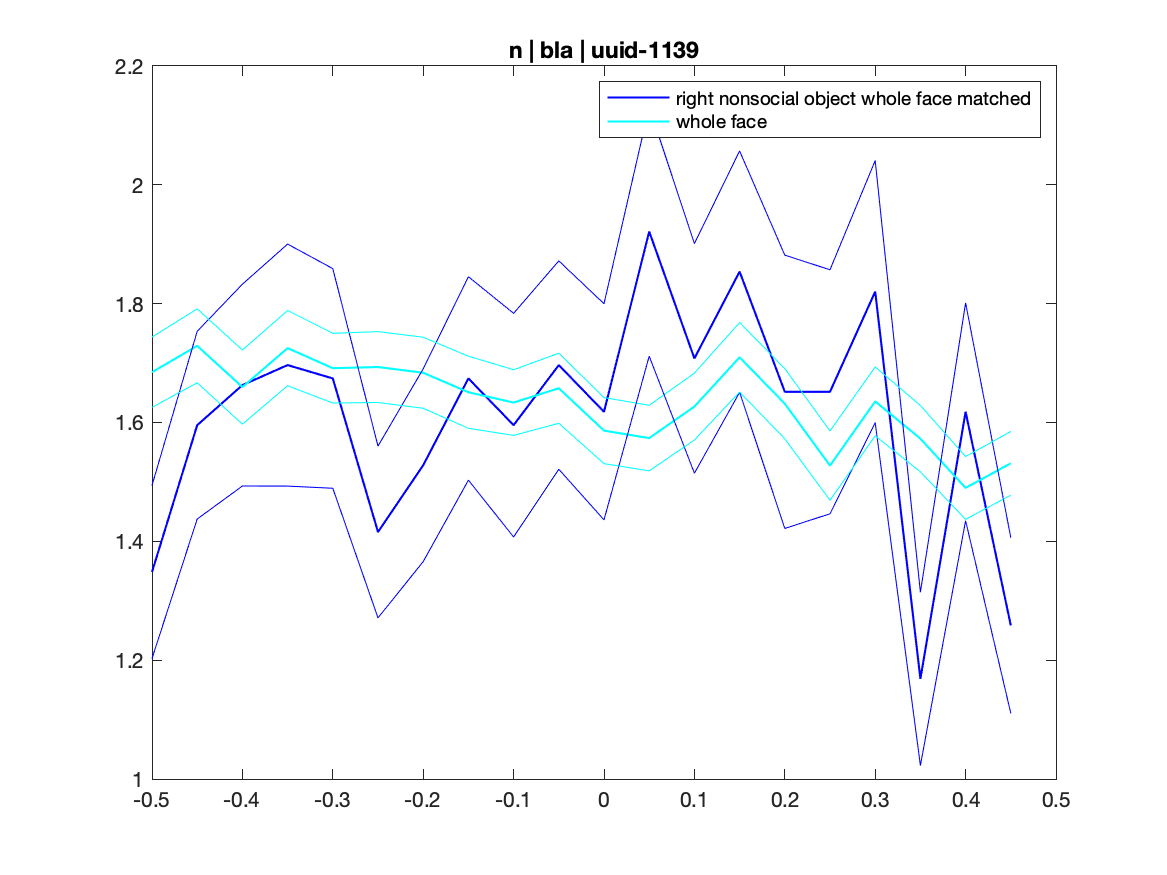 n | bla | uuid-1139
right nonsocial object whole face matched
whole face
2.2
2
1.8
1.6
1.4
1.2
1
-0.5 -0.4 -0.3 -0.2 -0.1 0 0.1 0.2 0.3 0.4 0.5